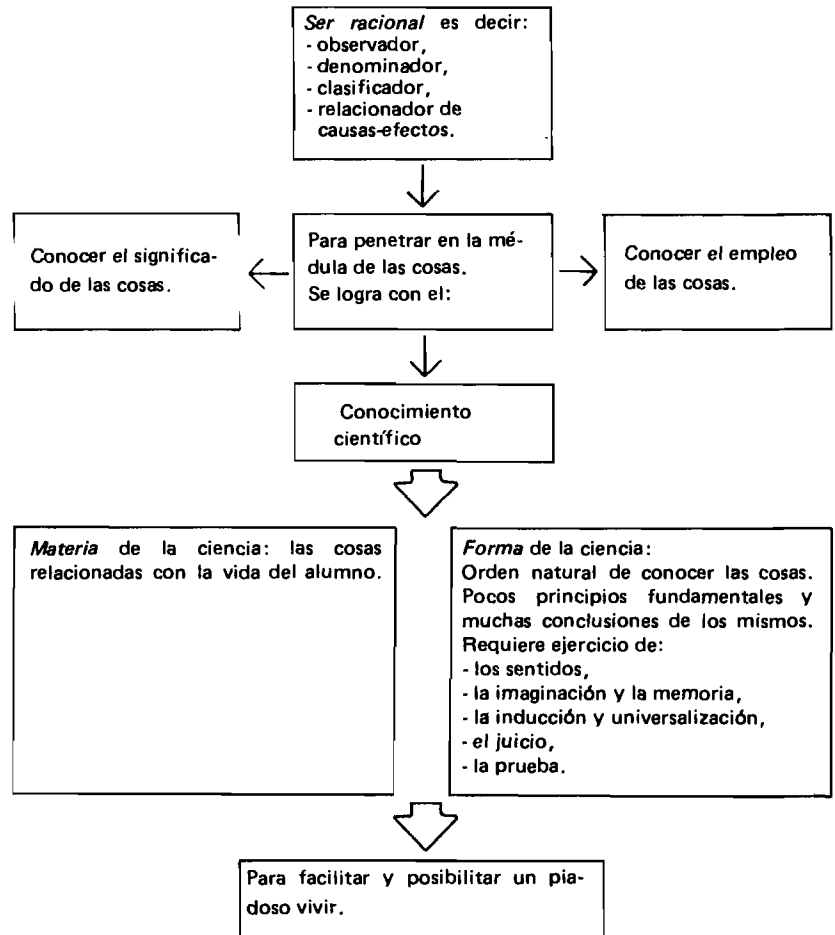 Ser racional es decir:
- observador,
- denominador,
- clasificador,
- relacionador de
causas-efectos.
Conocer el significa-
do de las cosas.
Para penetrar en la mé-
dula de las cosas.
Se logra con el:
Conocer el empleo
de las cosas.
Conocimiento
científico
Materia de la ciencia: las cosas
relacionadas con la vida del alumno.
Forma de la ciencia:
Orden natural de conocer las cosas.
Pocos principios fundamentales y
muchas conclusiones de los mismos.
Requiere ejercicio de:
- los sentidos,
- la imaginación y la memoria,
- la inducción y universalización,
- el juicio,
- la prueba.
Para facilitar y posibilitar un pia-
doso vivir.